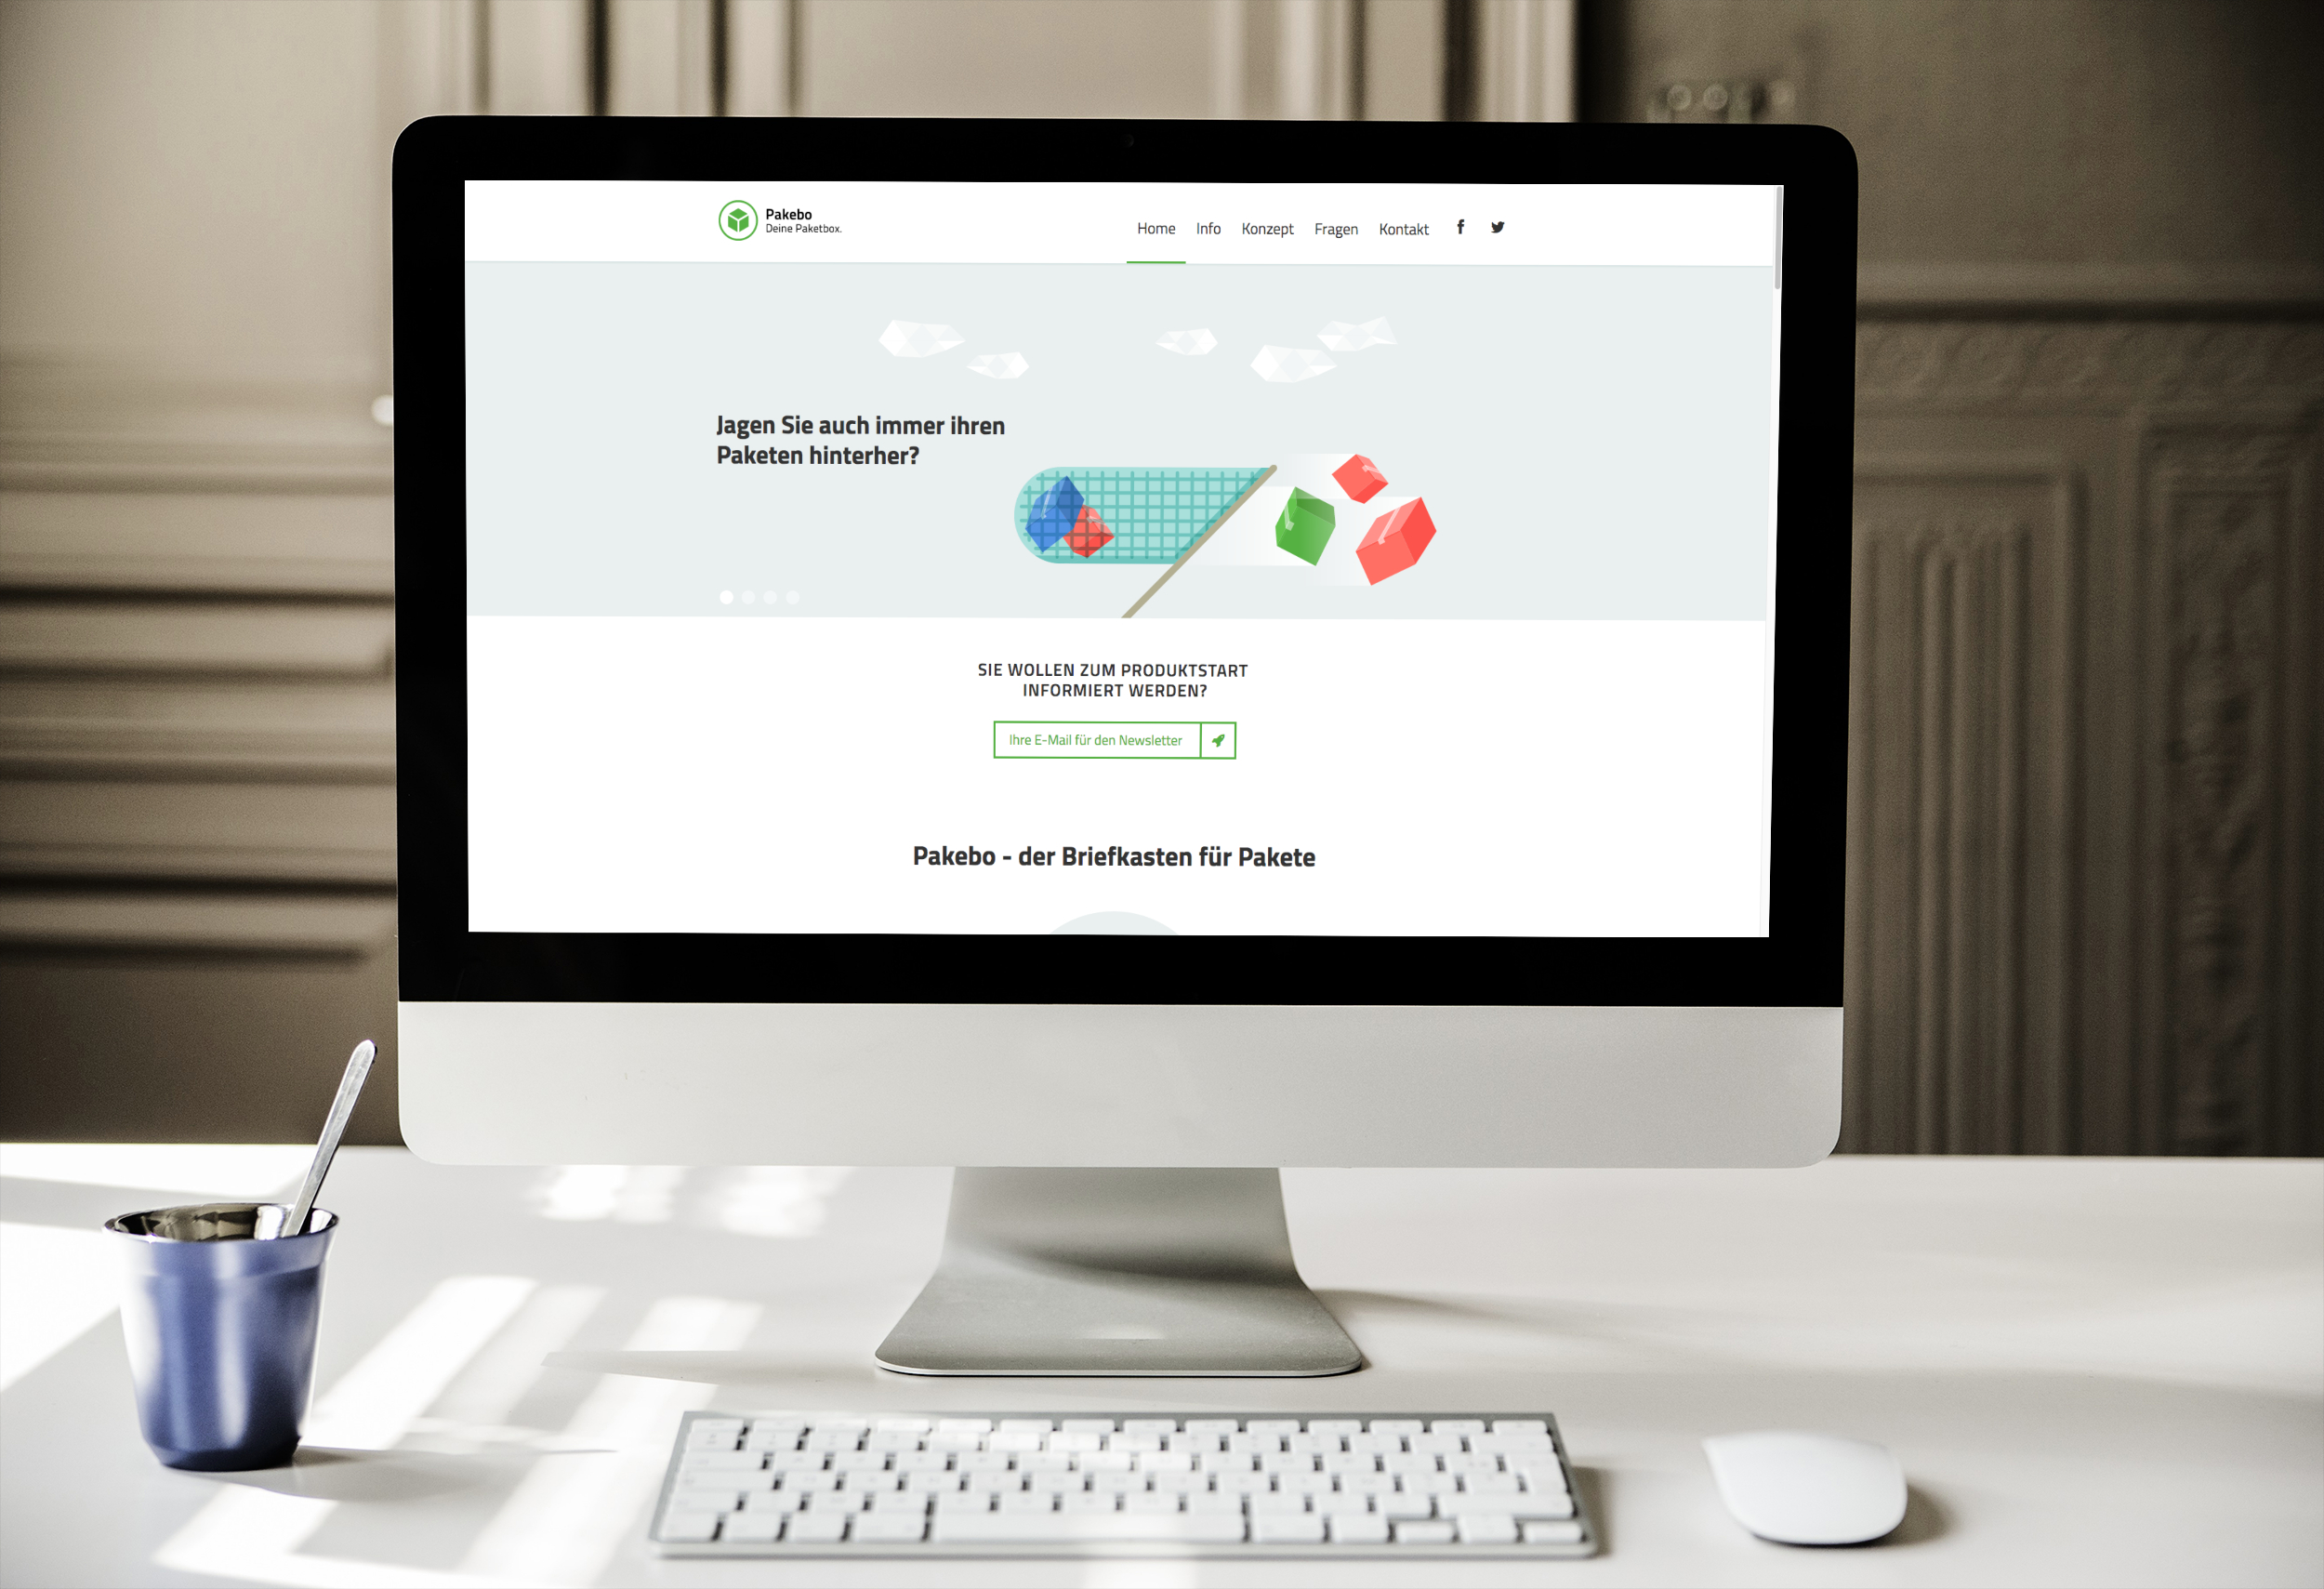 Pakebo
Deine Paketbox.
Home Info Konzept Fragen Kontakt
Jagen Sie auch immer ihren
Paketen hinterher?
SIE WOLLEN ZUM PRODUKTSTART
INFORMIERT WERDEN?
Ihre E-Mail für den Newsletter
Pakebo - der Briefkasten für Pakete